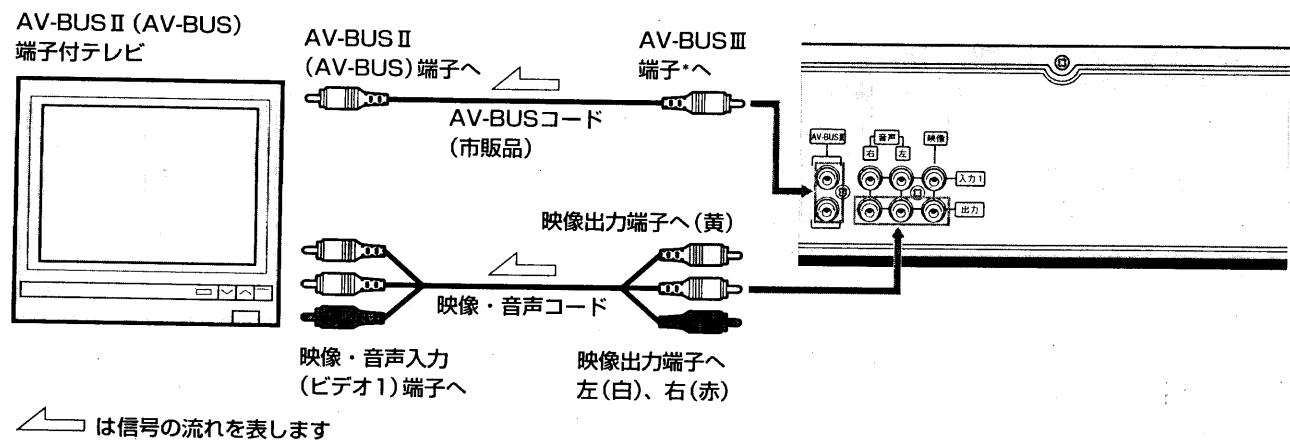 AV-BUSⅡ(AV-BUS)
端子付テレビ
AV-BUSⅡ
(AV-BUS)端子へ
AV-BUSⅢ
端子*へ
AV-BUSコード
(市販品)
AV-BUSⅢ
音声
映像
右
左
入力1
出力
映像出力端子へ(黄)
映像・音声コード
映像・音声入力
(ビデオ1)端子へ
映像出力端子へ
左(白)、右(赤)
は信号の流れを表します